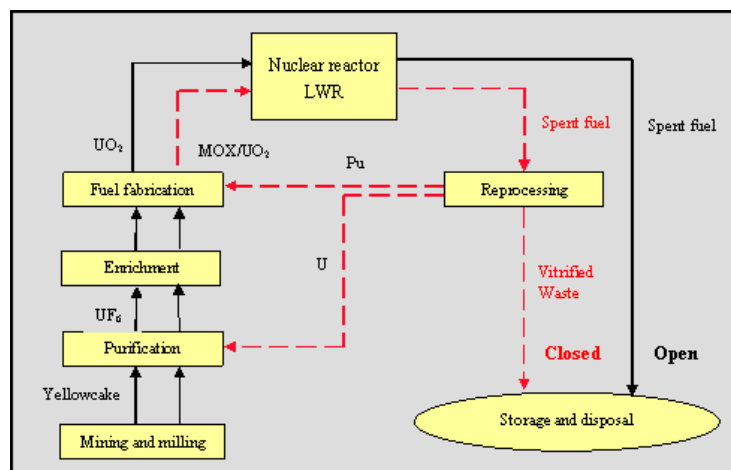 Nuclear reactor
LWR
UO₂
MOX/UO₂
Spent fuel
Spent fuel
Pu
Fuel fabrication
Reprocessing
Enrichment
U
Vitrified
Waste
UF₆
Purification
Closed
Open
Yellowcake
Storage and disposal
Mining and milling